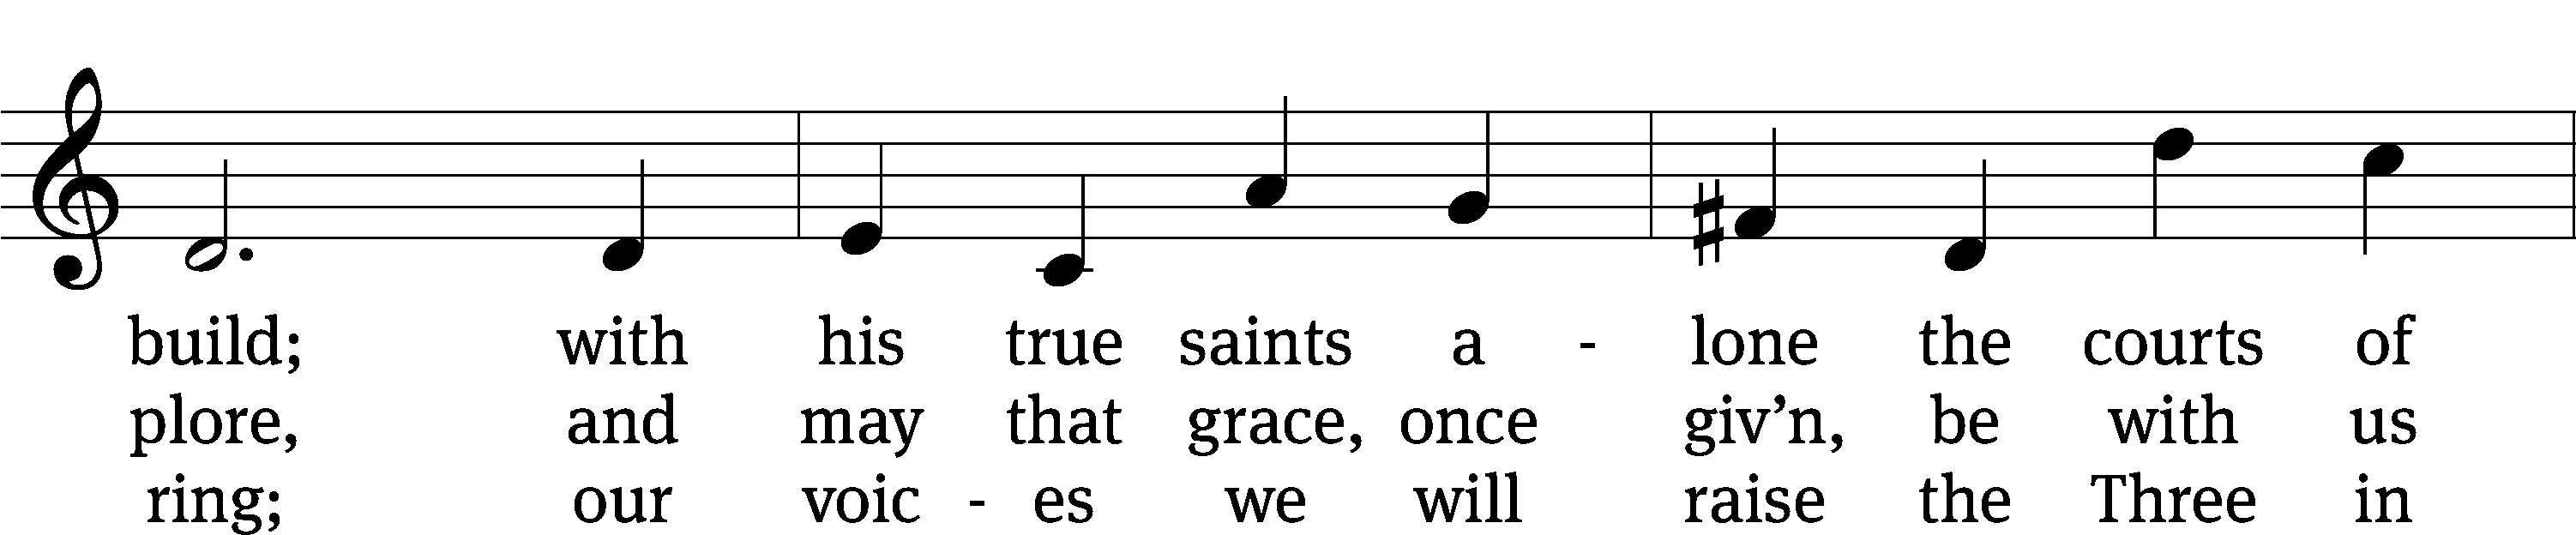 build; with his true saints a - lone the courts of
plore, and may that grace, once giv’n, be with us
ring; our voic - es we will raise the Three in